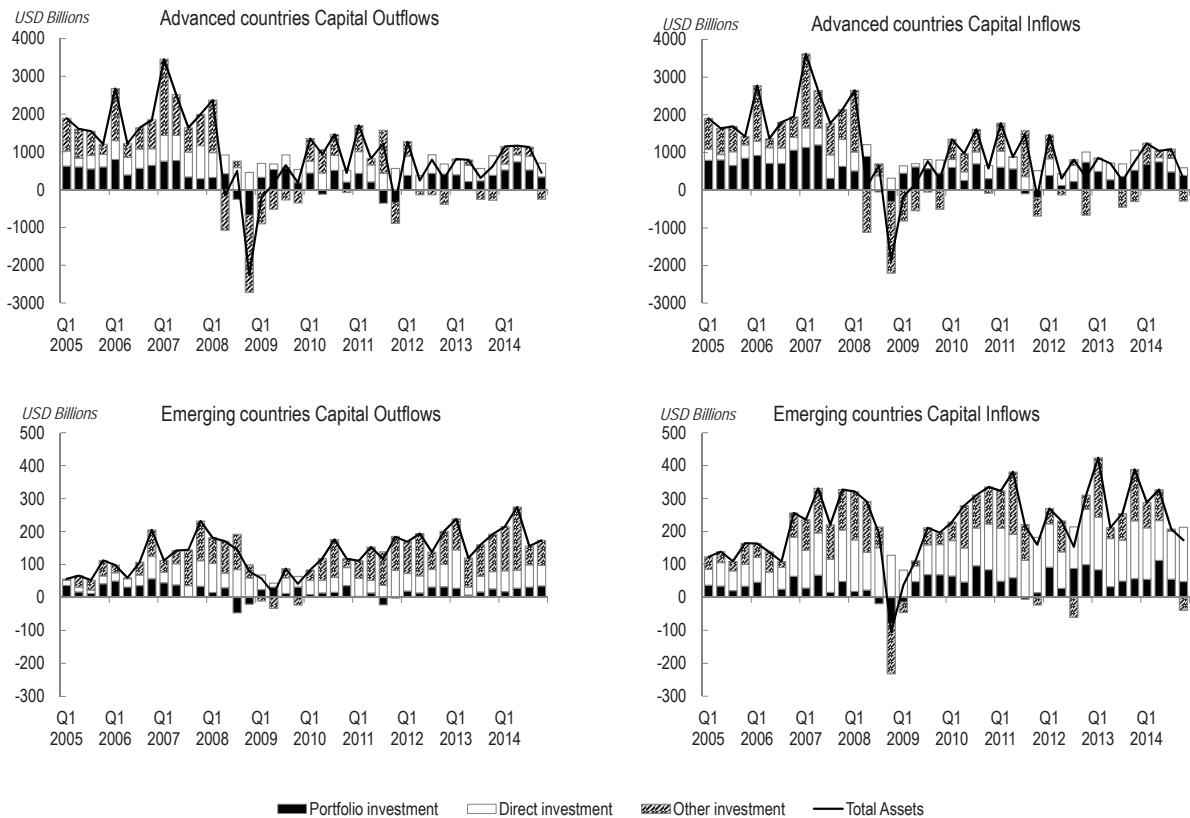 USD Billions
Advanced countries Capital Outflows
4000
3000
2000
1000
0
-1000
-2000
-3000
Q1 Q1 Q1 Q1 Q1 Q1 Q1 Q1 Q1 Q1
2005 2006 2007 2008 2009 2010 2011 2012 2013 2014
USD Billions
Advanced countries Capital Inflows
4000
3000
2000
1000
0
-1000
-2000
-3000
Q1 Q1 Q1 Q1 Q1 Q1 Q1 Q1 Q1 Q1
2005 2006 2007 2008 2009 2010 2011 2012 2013 2014
USD Billions
Emerging countries Capital Outflows
500
400
300
200
100
0
-100
-200
-300
Q1 Q1 Q1 Q1 Q1 Q1 Q1 Q1 Q1 Q1
2005 2006 2007 2008 2009 2010 2011 2012 2013 2014
USD Billions
Emerging countries Capital Inflows
500
400
300
200
100
0
-100
-200
-300
Q1 Q1 Q1 Q1 Q1 Q1 Q1 Q1 Q1 Q1
2005 2006 2007 2008 2009 2010 2011 2012 2013 2014
Portfolio investment Direct investment Other investment Total Assets